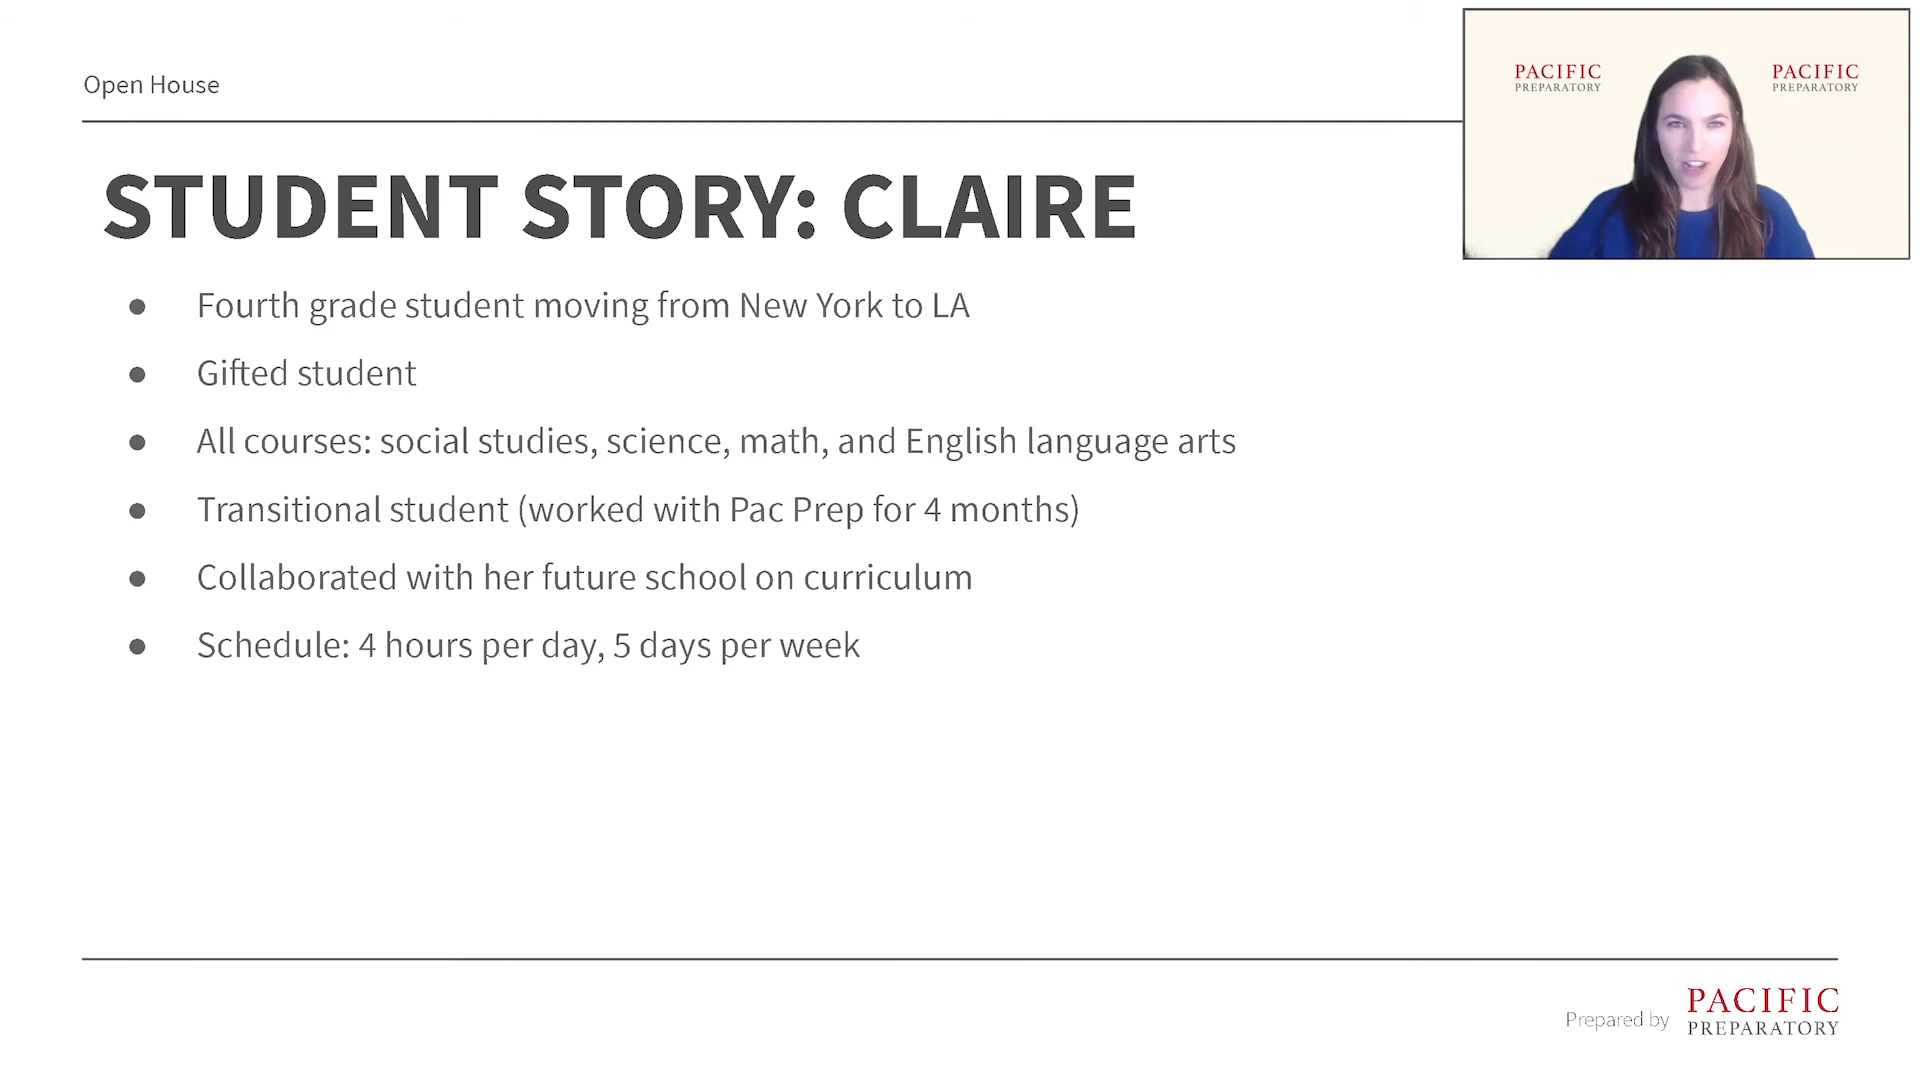 Open House
PACIFIC
PREPARATORY
PACIFIC
PREPARATORY
STUDENT STORY: CLAIRE
● Fourth grade student moving from New York to LA
● Gifted student
● All courses: social studies, science, math, and English language arts
● Transitional student (worked with Pac Prep for 4 months)
● Collaborated with her future school on curriculum
● Schedule: 4 hours per day, 5 days per week
Prepared by
PACIFIC
PREPARATORY